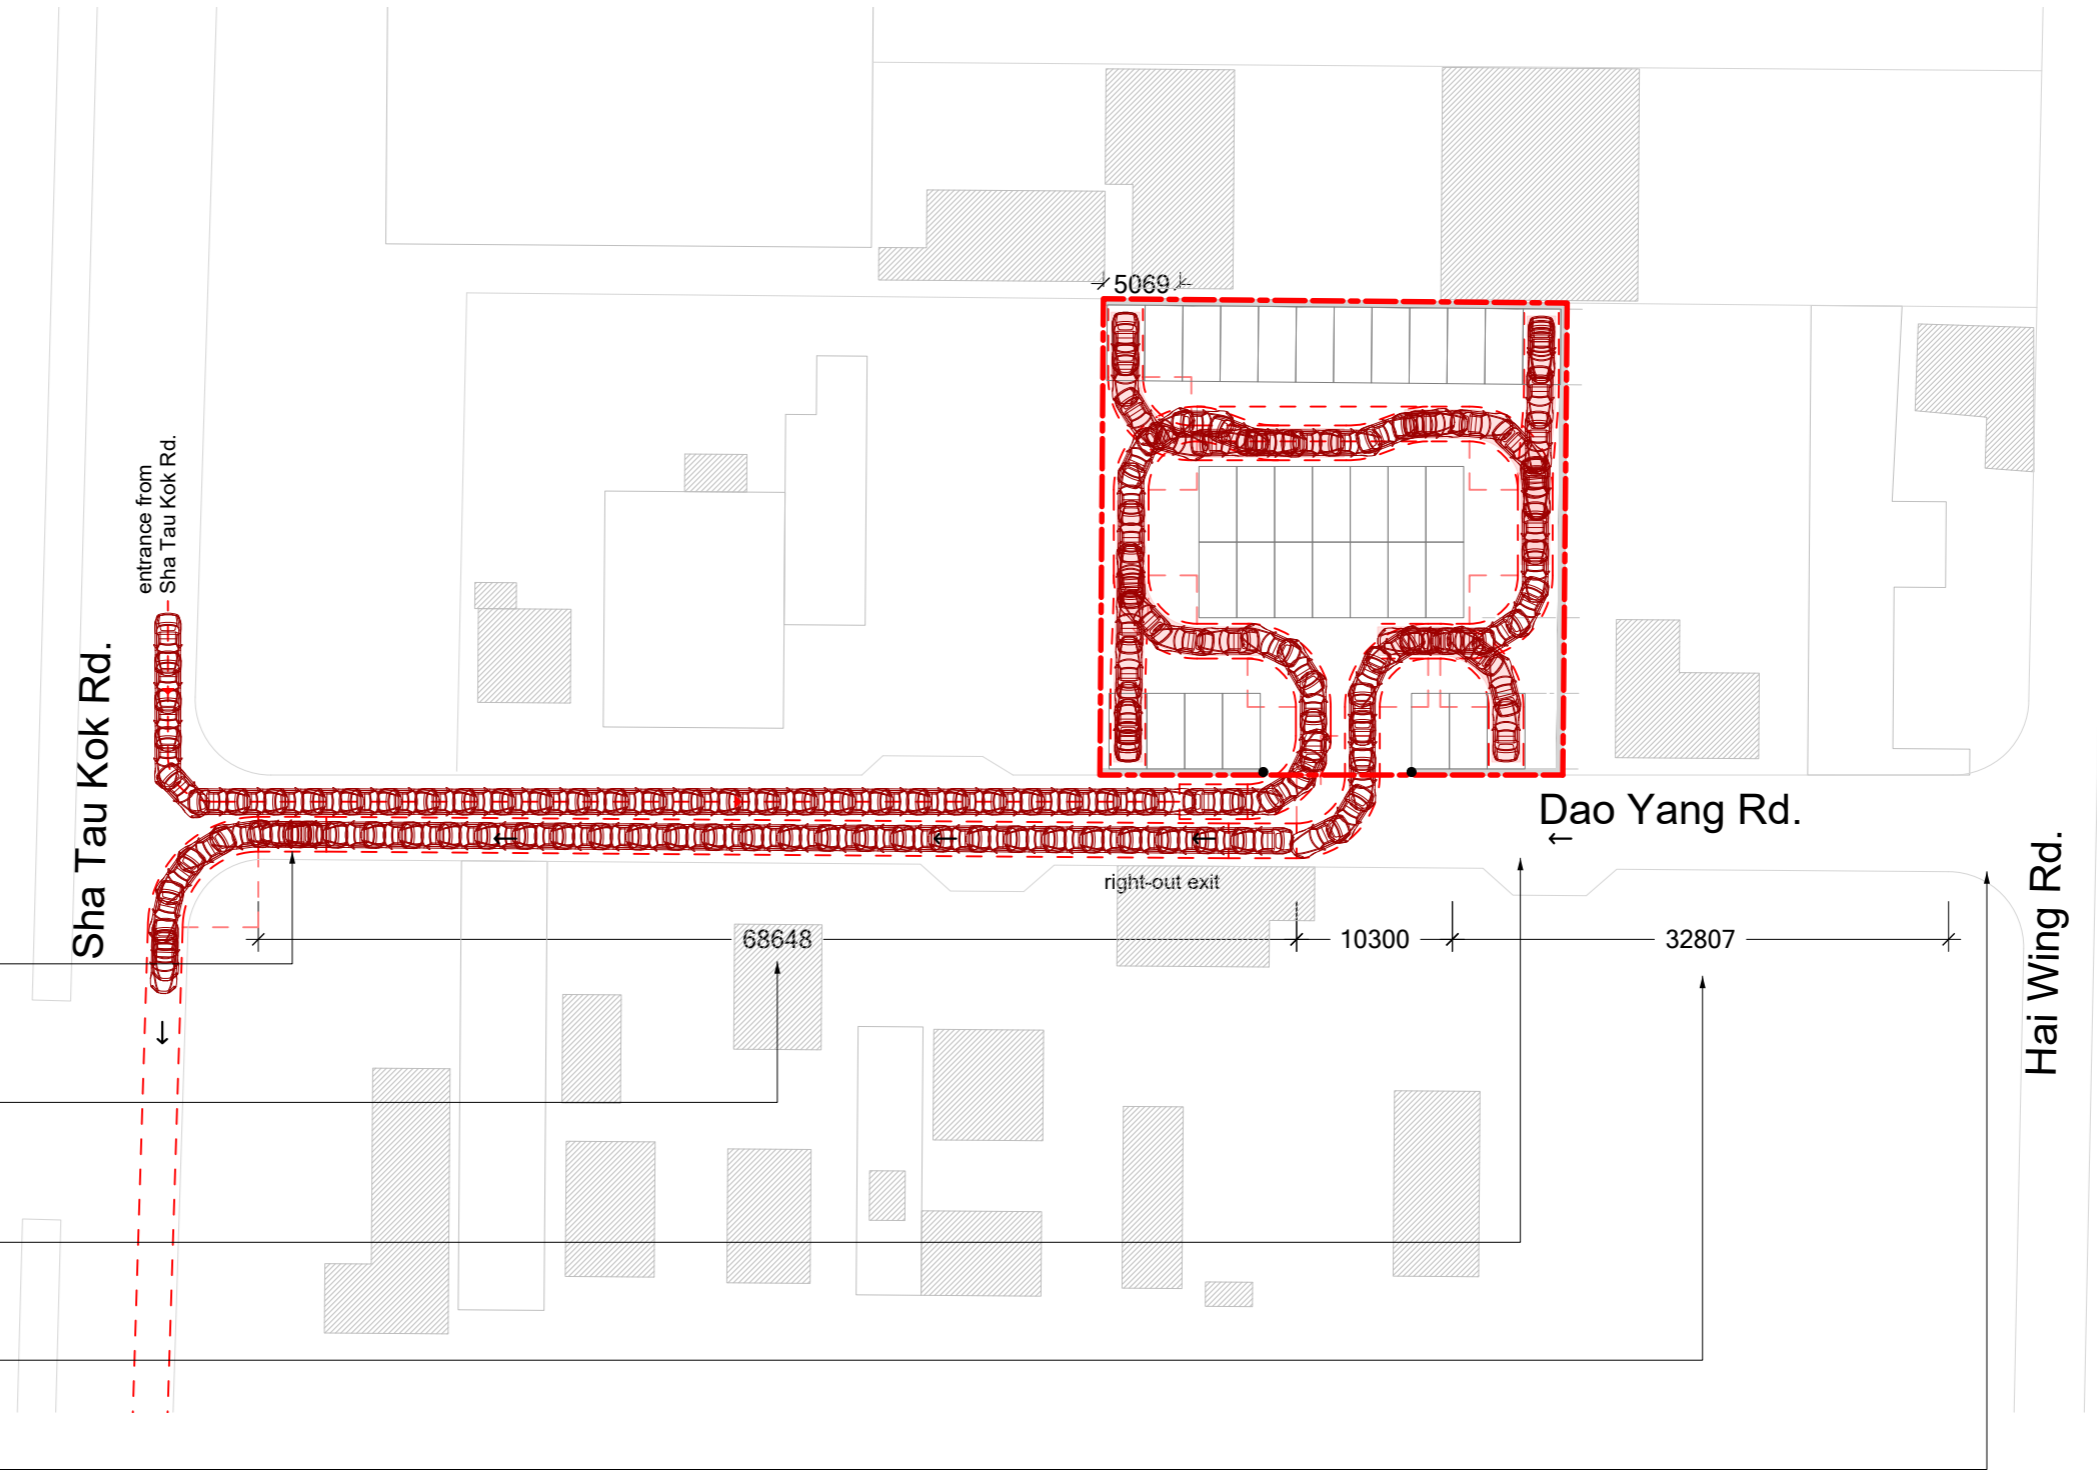 5069
entrance from
Sha Tau Kok Rd.
Sha Tau Kok Rd.
Dao Yang Rd.
Hai Wing Rd.
right-out exit
68648
10300
32807